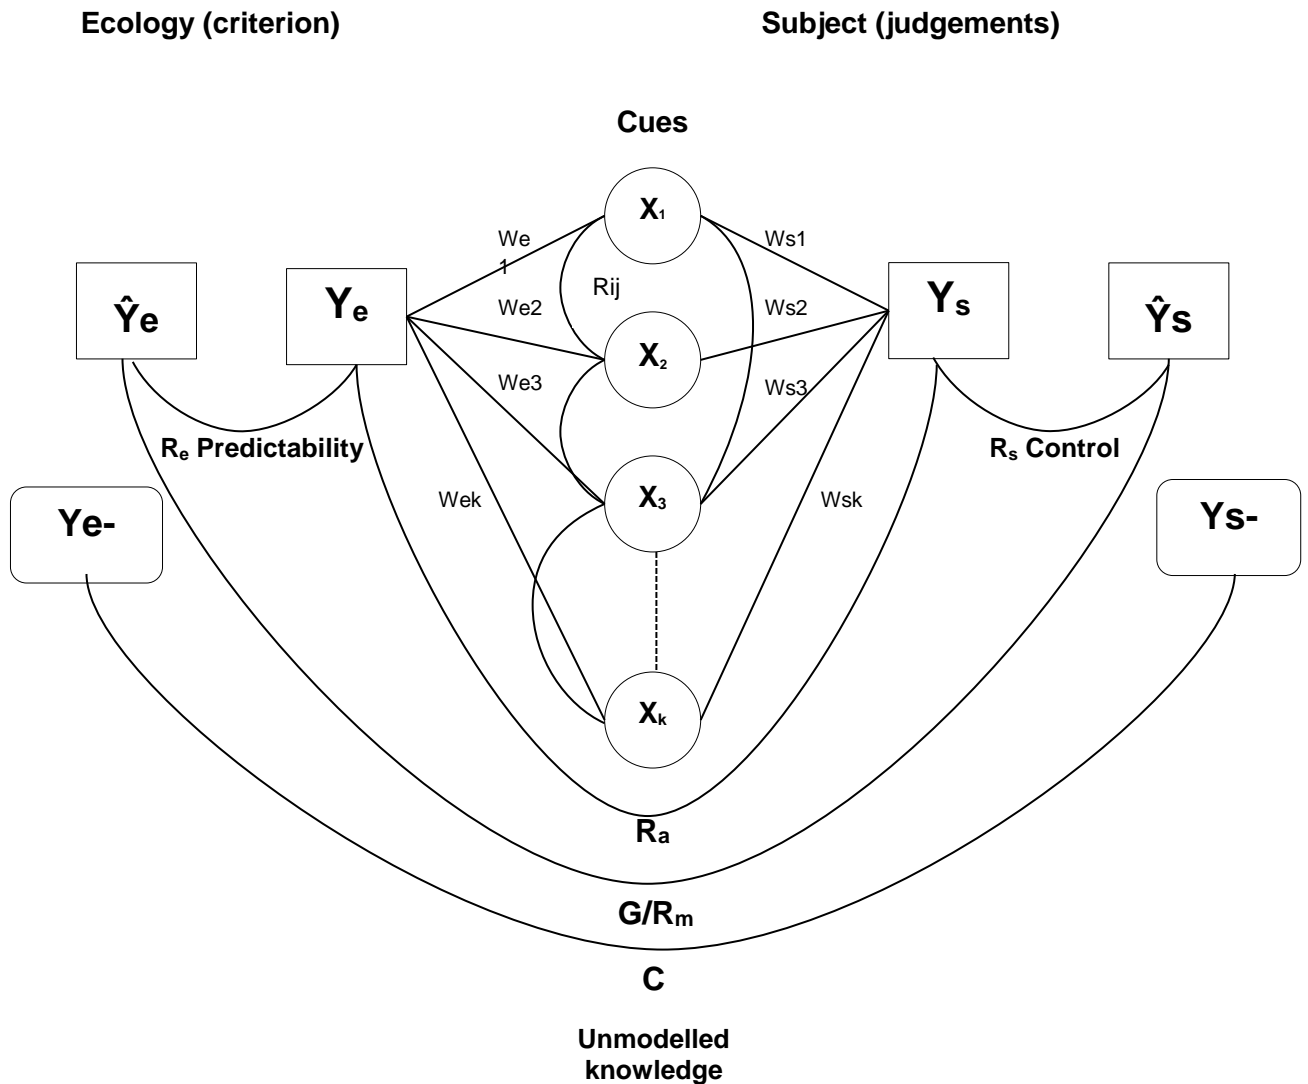 Ecology (criterion) Subject (judgements)
Cues
X₁
We
1
Ws1
Rij
Ŷe
Yₑ
We2
Ws2
Yₛ
Ŷs
X₂
We3
Ws3
Rₑ Predictability
Rₛ Control
Ye-
Wek
X₃
Wsk
Ys-
Xₖ
Rₐ
G/Rₘ
C
Unmodelled
knowledge